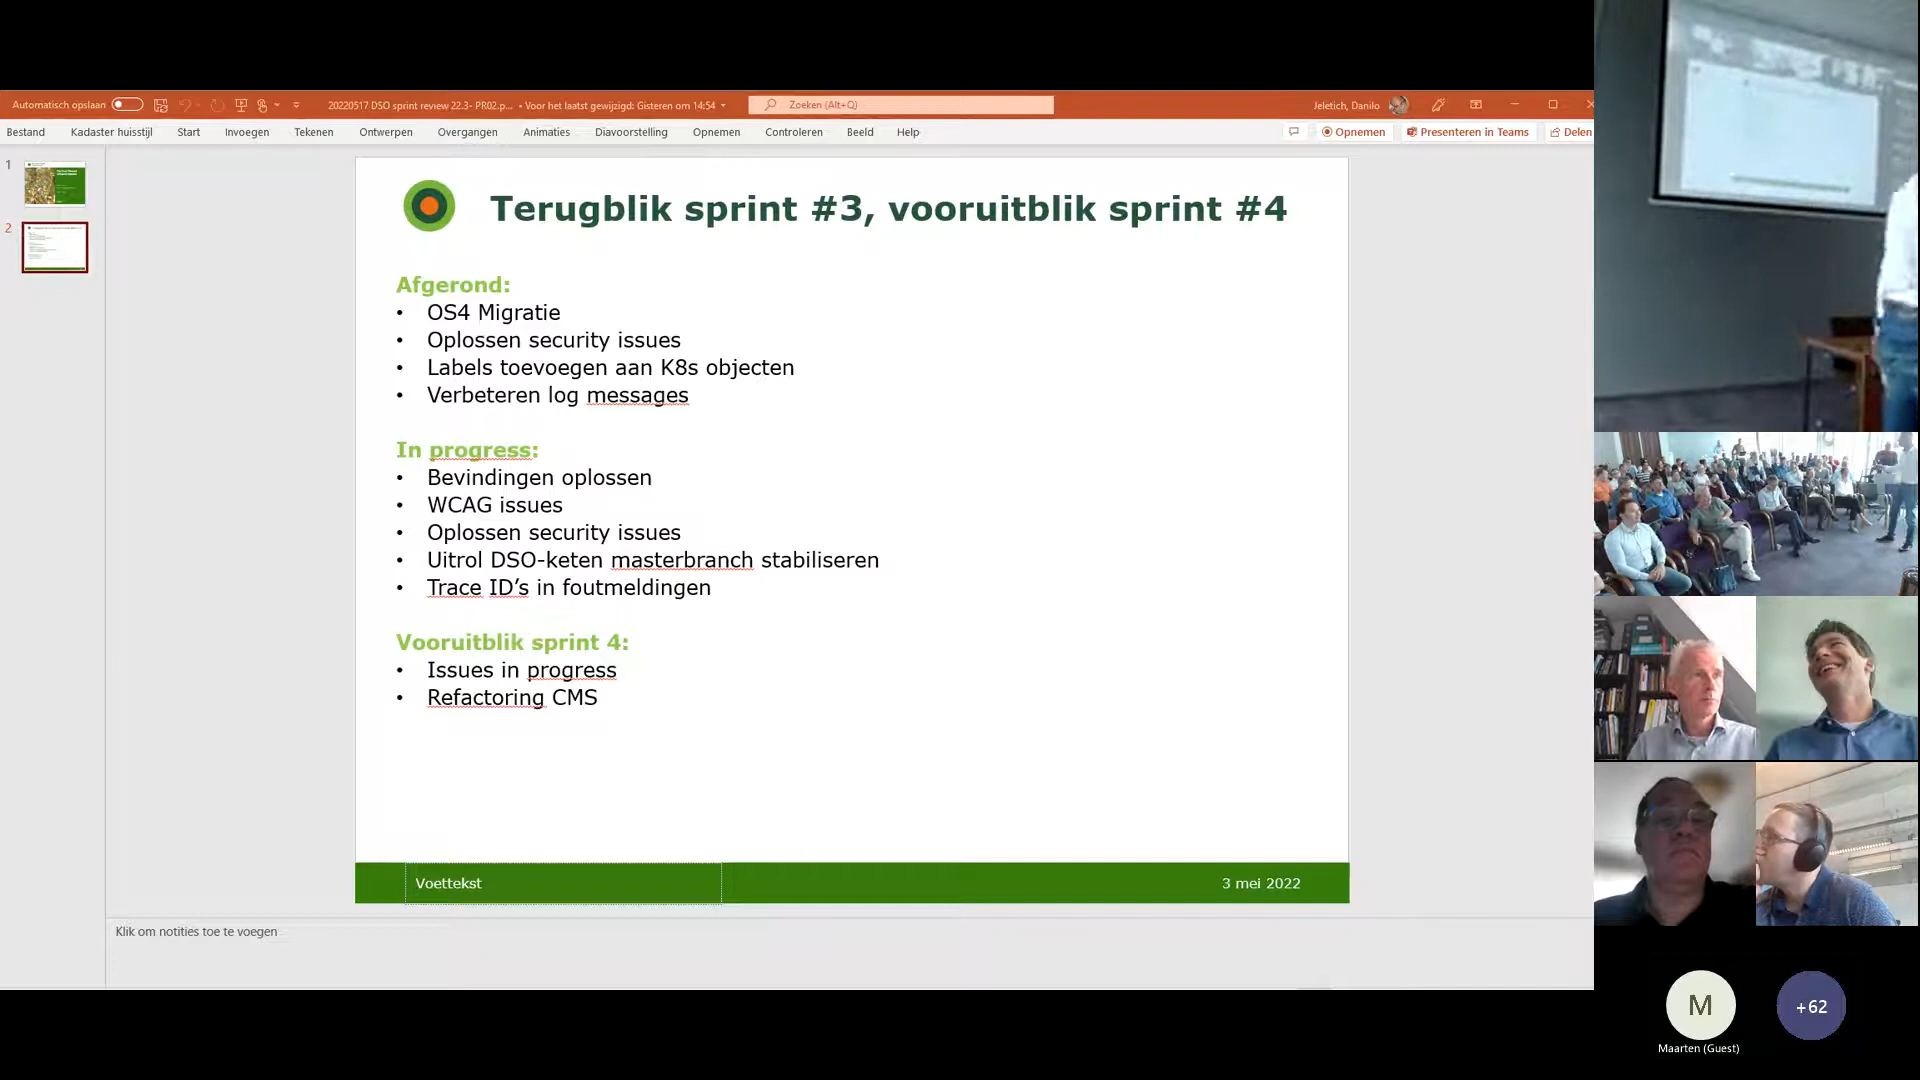 Automatisch opslaan
20220517 DSO sprint review 22.3- PR02.p... • Voor het laatst gewijzigd: Gisteren om 14:54
Zoeken (Alt+Q)
Jeletich, Danilo
Bestand Kadaster huisstijl Start Invoegen Tekenen Ontwerpen Overgangen Animaties Diavoorstelling Opnemen Controleren Beeld Help
Opnemen Presenteren in Teams Delen
1
2
Terugblik sprint #3, vooruitblik sprint #4
Afgerond:
• OS4 Migratie
• Oplossen security issues
• Labels toevoegen aan K8s objecten
• Verbeteren log messages
In progress:
• Bevindingen oplossen
• WCAG issues
• Oplossen security issues
• Uitrol DSO-keten masterbranch stabiliseren
• Trace ID’s in foutmeldingen
Vooruitblik sprint 4:
• Issues in progress
• Refactoring CMS
Voettekst
3 mei 2022
Klik om notities toe te voegen
M
+62
Maarten (Guest)